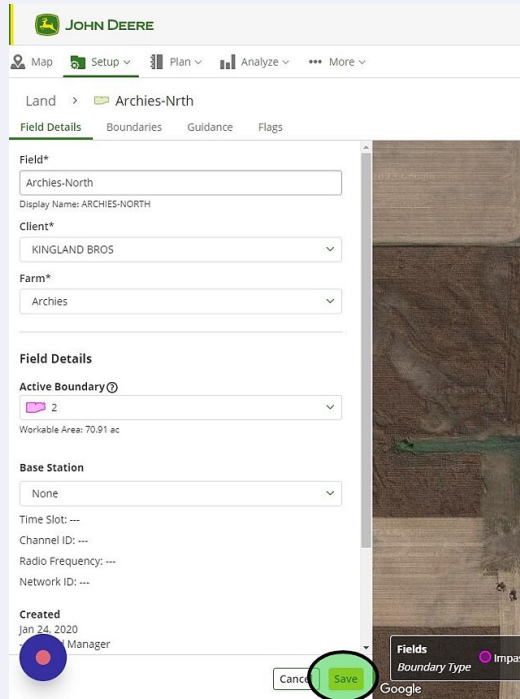 JOHN DEERE
Map Setup Plan Analyze ••• More
Land > Archies-Nrth
Field Details Boundaries Guidance Flags
Field*
Archies-North
Display Name: ARCHIES-NORTH
Client*
KINGLAND BROS
Farm*
Archies
Field Details
Active Boundary ?
2
Workable Area: 70.91 ac
Base Station
None
Time Slot: ---
Channel ID: ---
Radio Frequency: ---
Network ID: ---
Created
Jan 24, 2020
Manager
Save
Fields
Boundary Type
Google